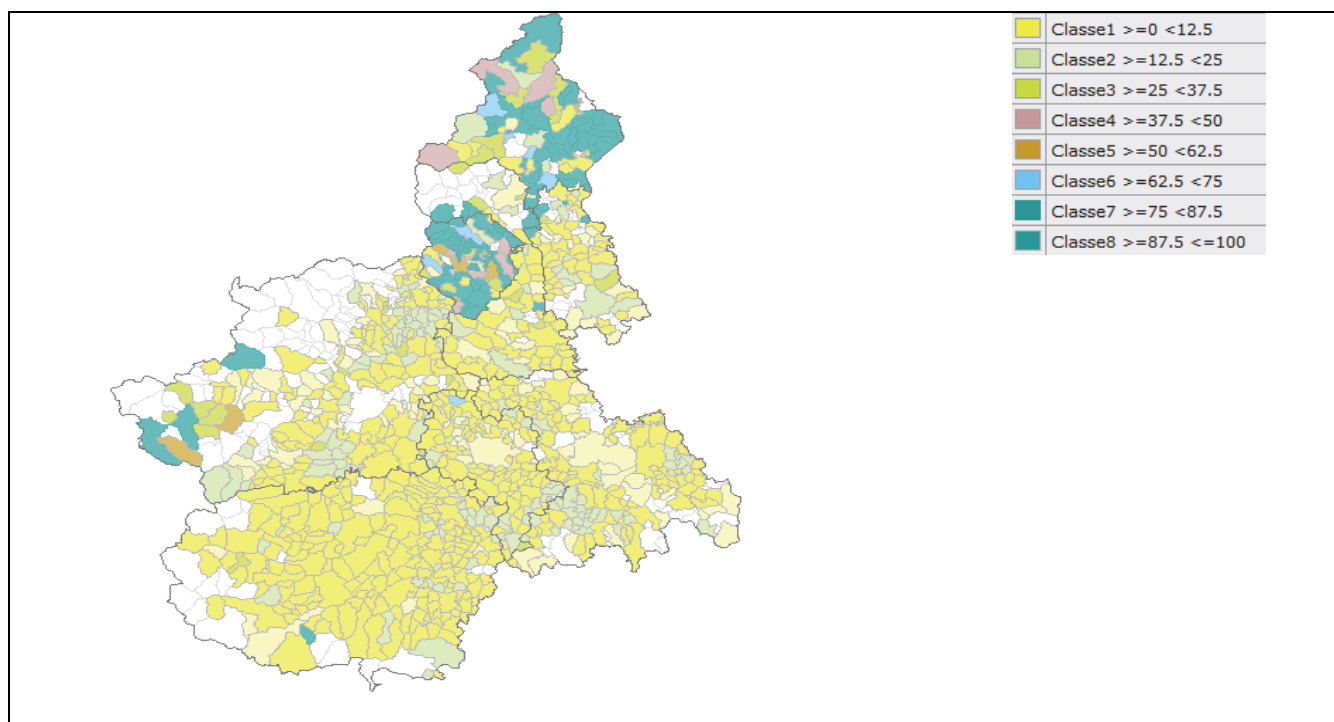 Classe1 >=0 <12.5
Classe2 >=12.5 <25
Classe3 >=25 <37.5
Classe4 >=37.5 <50
Classe5 >=50 <62.5
Classe6 >=62.5 <75
Classe7 >=75 <87.5
Classe8 >=87.5 <=100